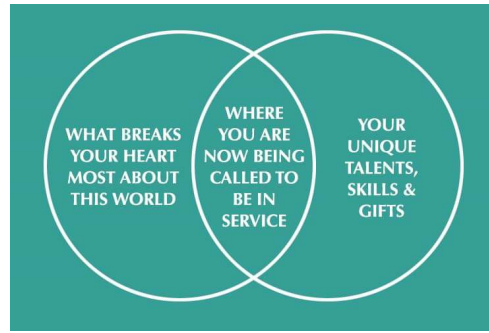 WHAT BREAKS
YOUR HEART
MOST ABOUT
THIS WORLD
WHERE
YOU ARE
NOW BEING
CALLED TO
BE IN
SERVICE
YOUR
UNIQUE
TALENTS,
SKILLS &
GIFTS